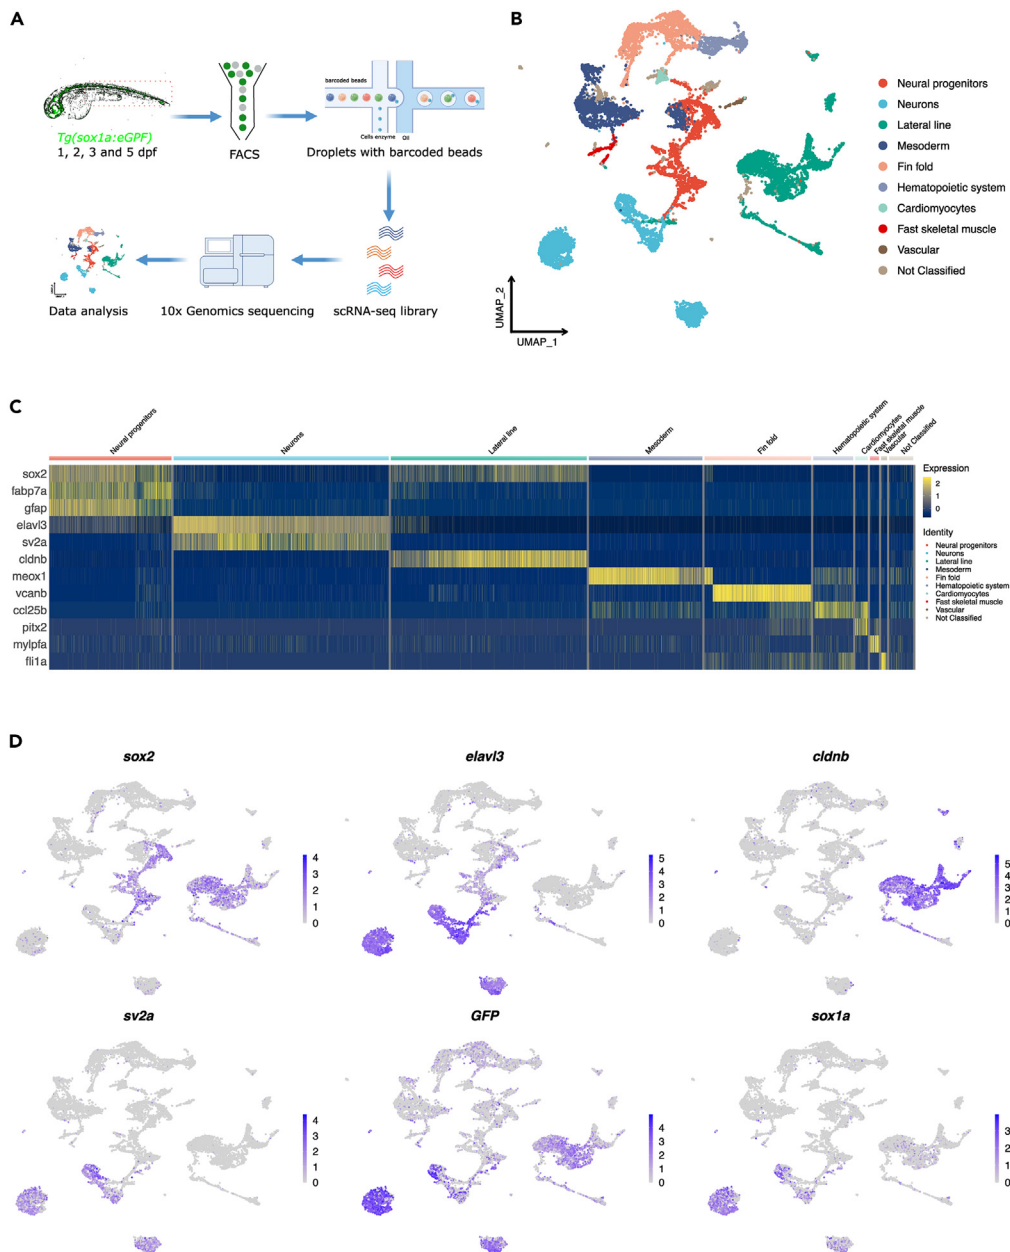 A
barcoded beads
Cells enzyme
Oil
Tg(sox1a:eGPF)
1, 2, 3 and 5 dpf
FACS
Droplets with barcoded beads
Data analysis
10x Genomics sequencing
scRNA-seq library
B
Neural progenitors
Neurons
Lateral line
Mesoderm
Fin fold
Hematopoietic system
Cardiomyocytes
Fast skeletal muscle
Vascular
Not Classified
UMAP_2
UMAP_1
C
Neural progenitors
Neurons
Lateral line
Mesoderm
Fin fold
Hematopoietic system
Cardiomyocytes
Fast skeletal muscle
Vascular
Not Classified
sox2
fabp7a
gfap
elavl3
sv2a
cldnb
meox1
vcanb
ccl25b
pitx2
mylpfa
fli1a
Expression
2
1
0
Identity
Neural progenitors
Neurons
Lateral line
Mesoderm
Fin fold
Hematopoietic system
Cardiomyocytes
Fast skeletal muscle
Vascular
Not Classified
D
sox2
4
3
2
1
0
elavl3
5
4
3
2
1
0
cldnb
5
4
3
2
1
0
sv2a
4
3
2
1
0
GFP
4
3
2
1
0
sox1a
3
2
1
0